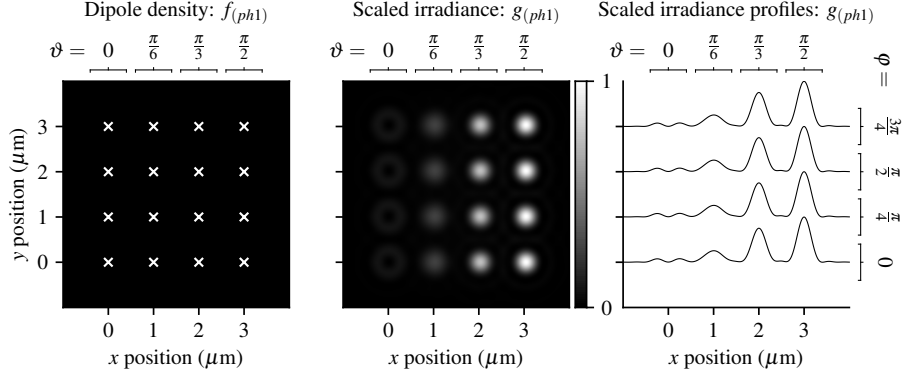 Dipole density: f(ph1)
ϑ = 0 π/6 π/3 π/2
3
2
1
0
y position (μm)
0 1 2 3
x position (μm)
Scaled irradiance: g(ph1)
ϑ = 0 π/6 π/3 π/2
0 1 2 3
x position (μm)
1
0
Scaled irradiance profiles: g(ph1)
ϑ = 0 π/6 π/3 π/2
φ =
3π/4
π/2
π/4
0
0 1 2 3
x position (μm)